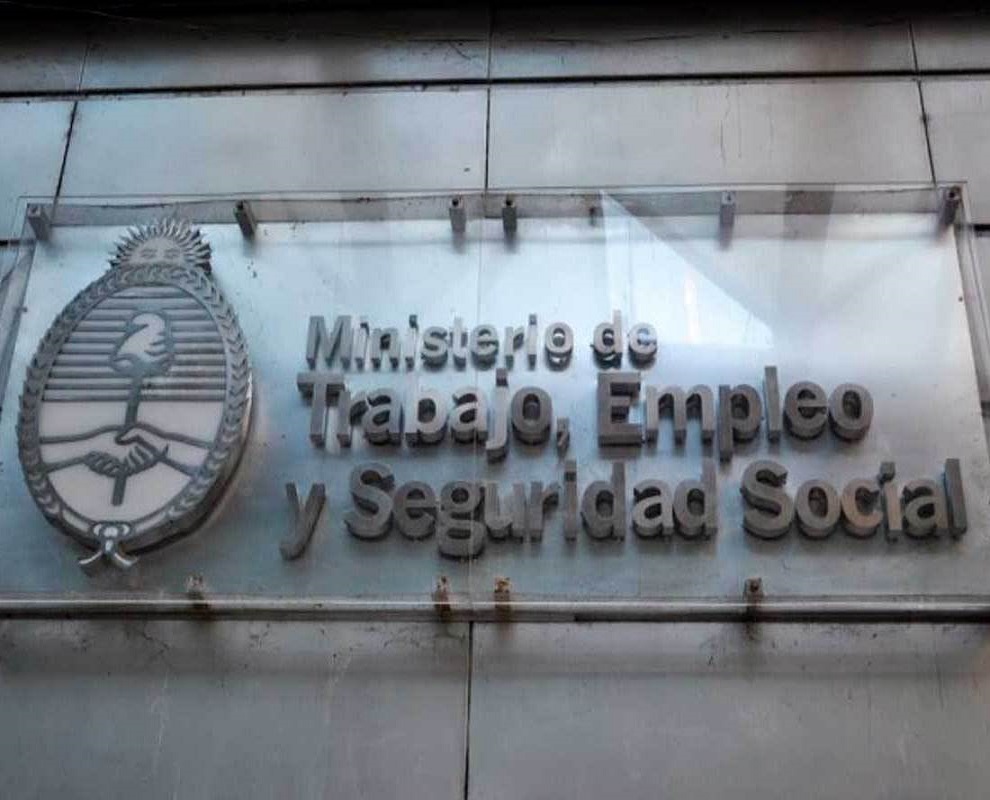 Ministerio de
Trabajo, Empleo
y Seguridad Social